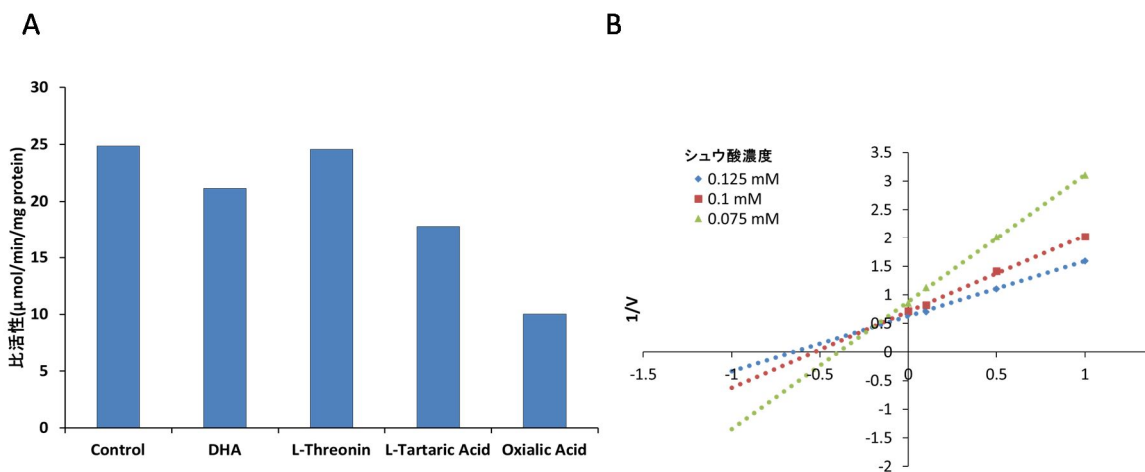 A
比活性(μmol/min/mg protein)
30
25
20
15
10
5
0
Control
DHA
L-Threonin
L-Tartaric Acid
Oxialic Acid
B
シュウ酸濃度
0.125 mM
0.1 mM
0.075 mM
1/V
3.5
3
2.5
2
1.5
1
0.5
0
-0.5
-1
-1.5
-2
-1.5
-1
-0.5
0
0.5
1